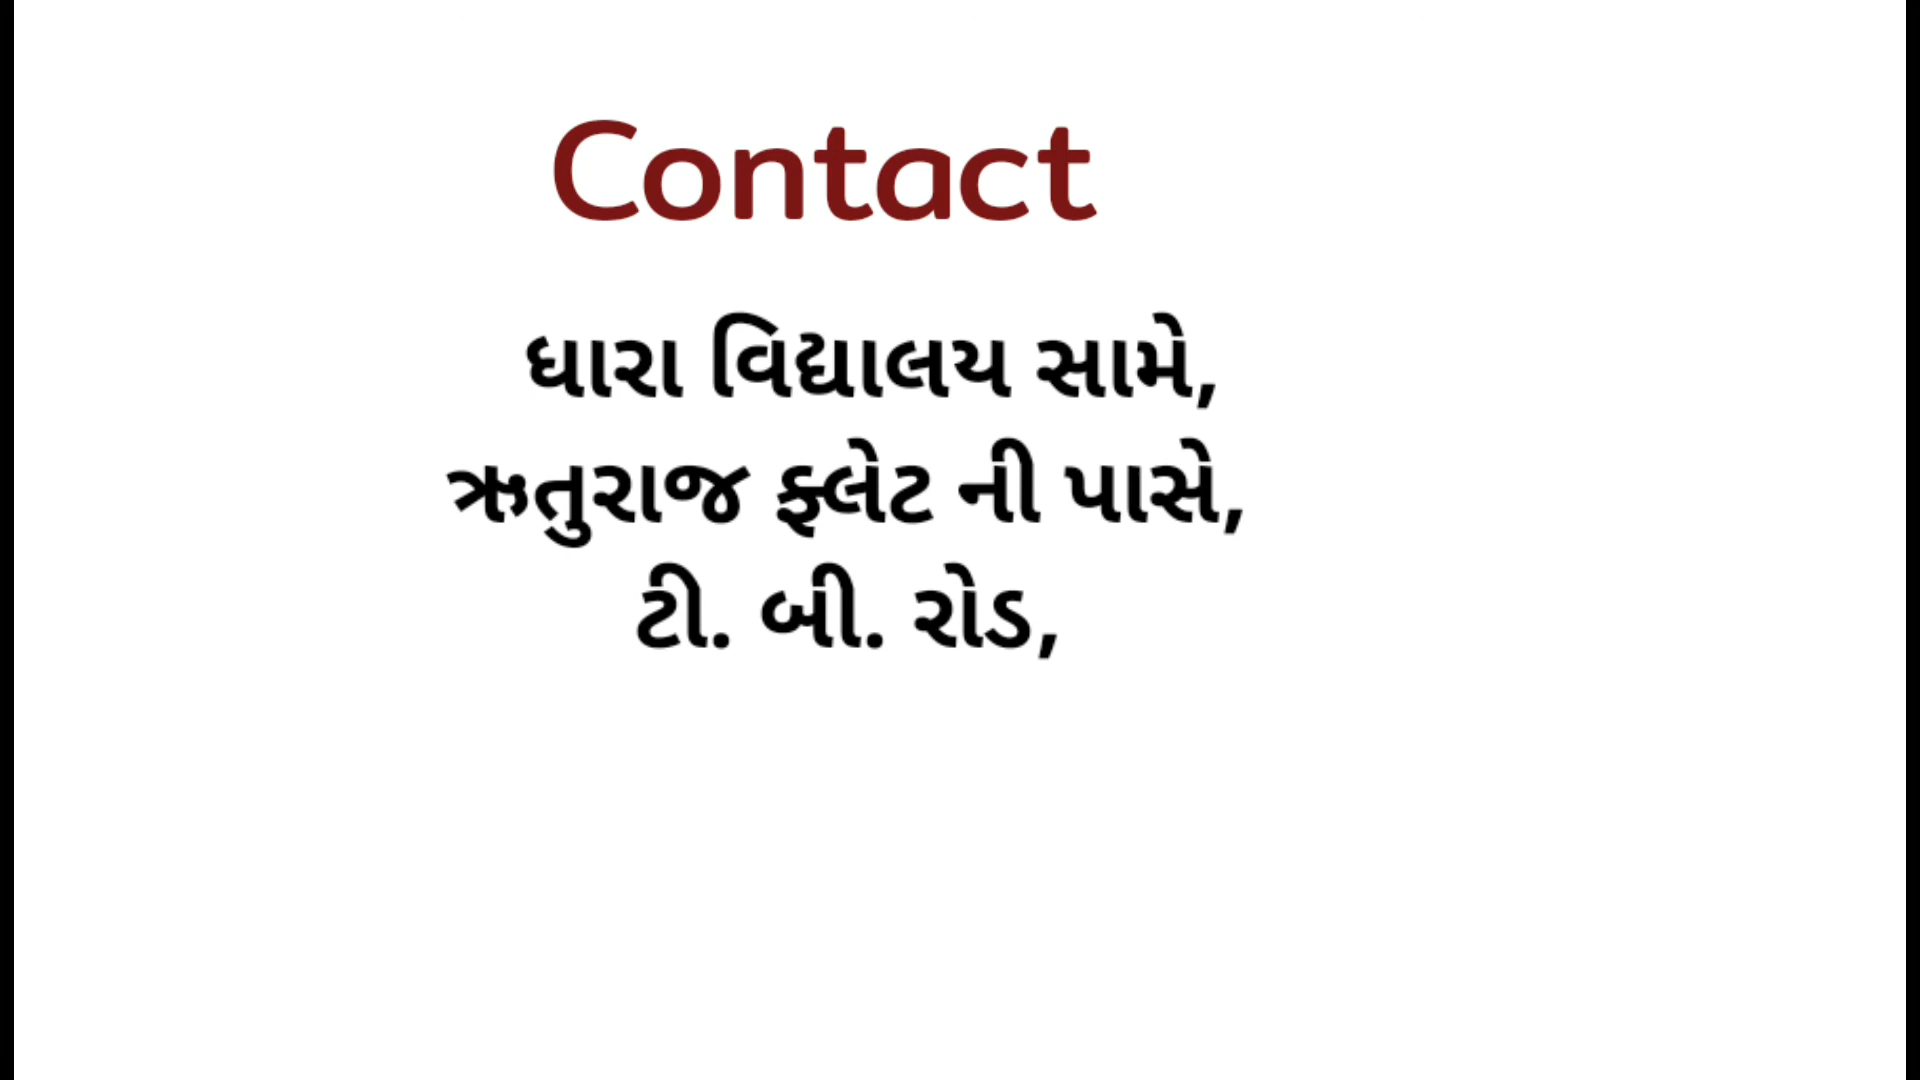 Contact
ધારા વિદ્યાલય સામે,
ઋતુરાજ ફ્લેટ ની પાસે,
ટી. બી. રોડ,